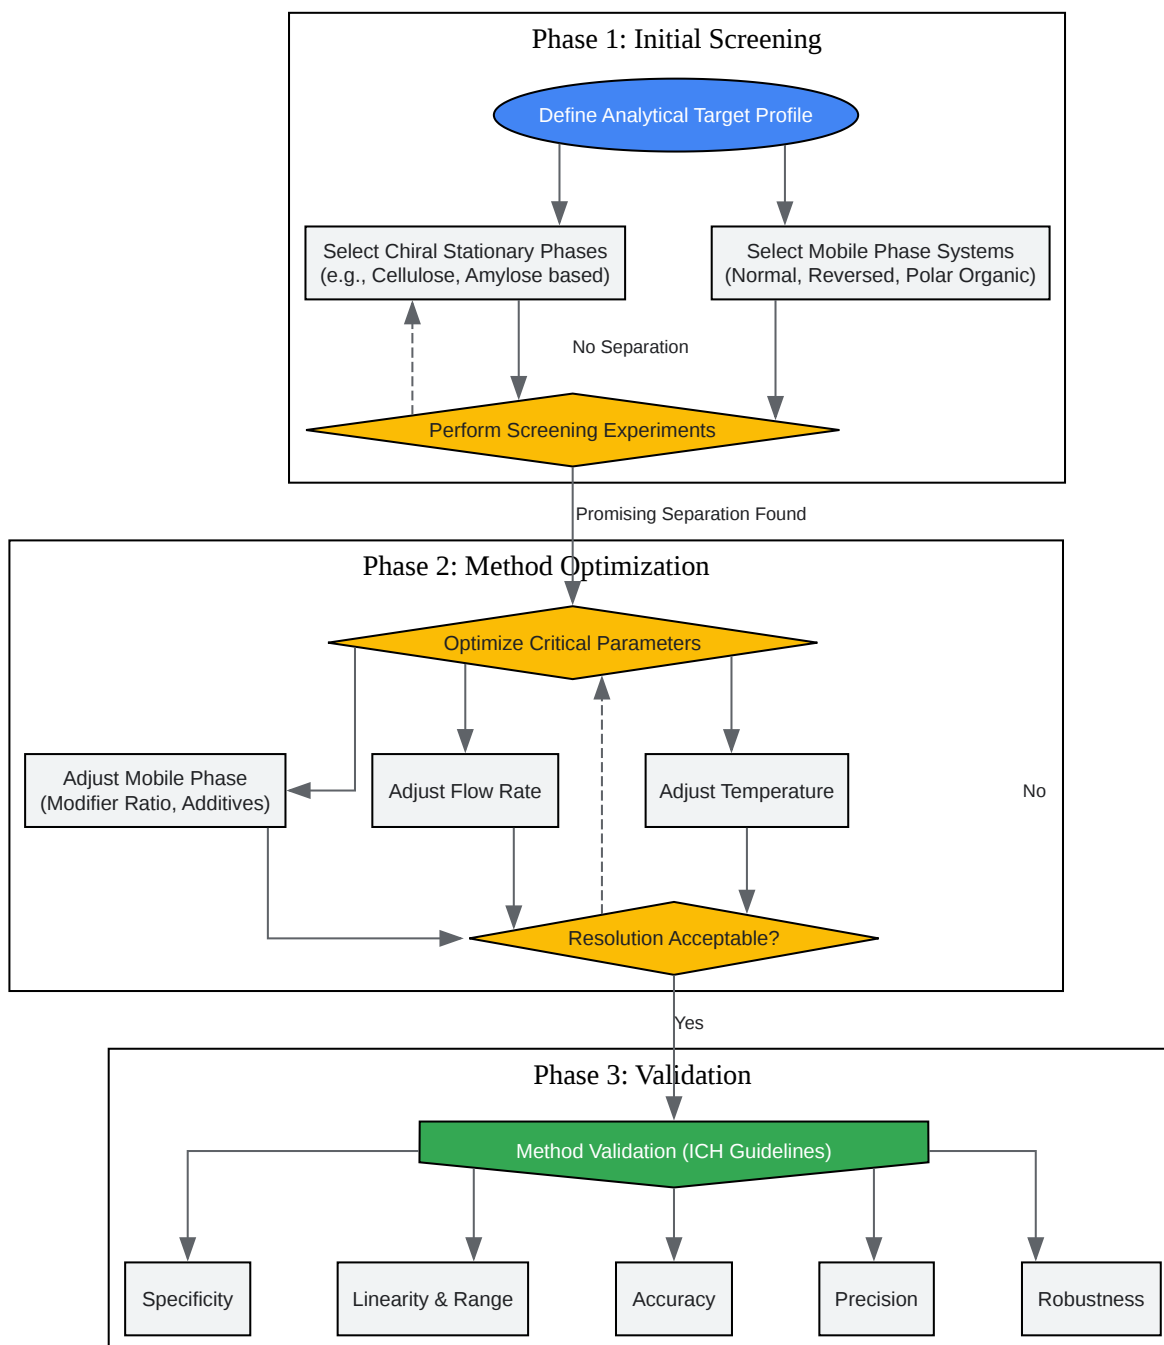 Phase 1: Initial Screening
Define Analytical Target Profile
Select Chiral Stationary Phases
(e.g., Cellulose, Amylose based)
Select Mobile Phase Systems
(Normal, Reversed, Polar Organic)
No Separation
Perform Screening Experiments
Promising Separation Found
Phase 2: Method Optimization
Optimize Critical Parameters
Adjust Mobile Phase
(Modifier Ratio, Additives)
Adjust Flow Rate
Adjust Temperature
No
Resolution Acceptable?
Yes
Phase 3: Validation
Method Validation (ICH Guidelines)
Specificity
Linearity & Range
Accuracy
Precision
Robustness